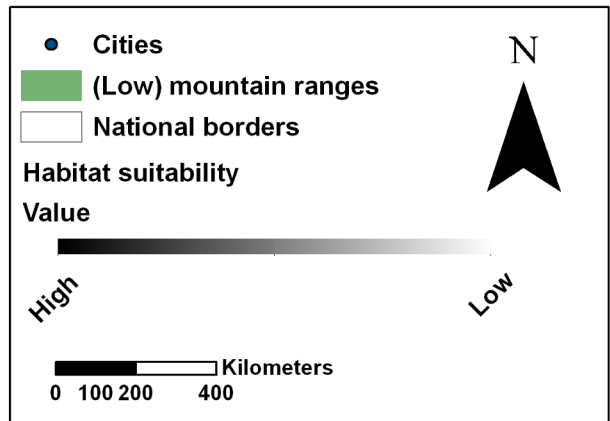 Cities
N
(Low) mountain ranges
National borders
Habitat suitability
Value
High
Low
Kilometers
0 100 200 400